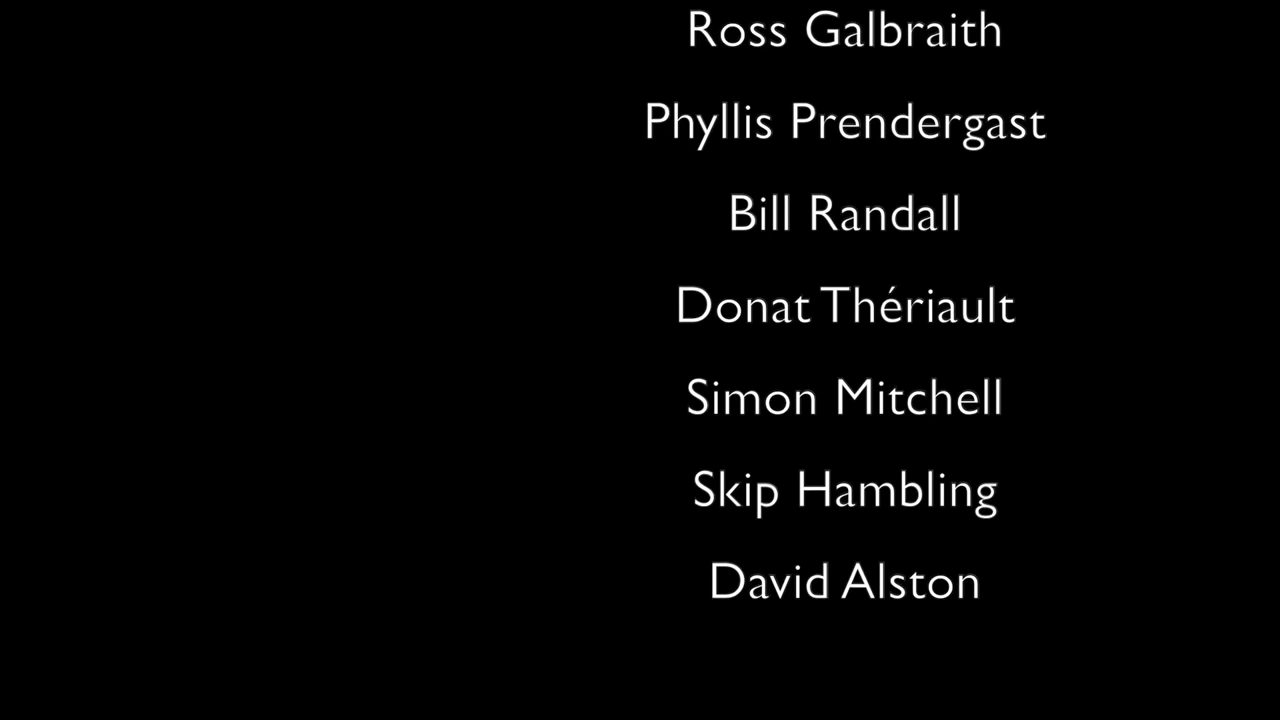 Ross Galbraith
Phyllis Prendergast
Bill Randall
Donat Thériault
Simon Mitchell
Skip Hambling
David Alston